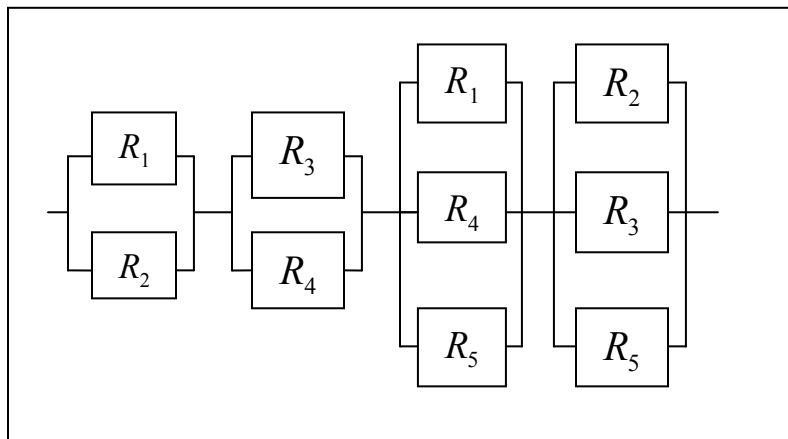 R₁ R₂
R₁ R₃
R₄ R₃
R₂ R₄
R₅ R₅